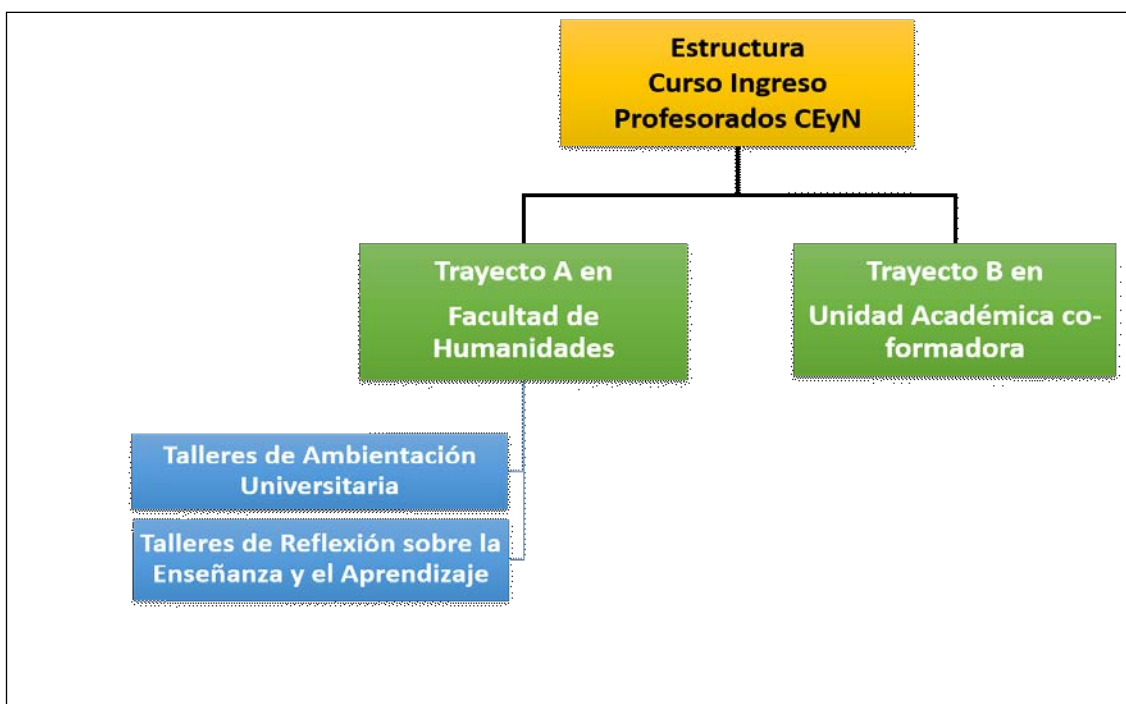 Estructura
Curso Ingreso
Profesorados CEyN
Trayecto A en
Facultad de
Humanidades
Trayecto B en
Unidad Académica co-
formadora
Talleres de Ambientación
Universitaria
Talleres de Reflexión sobre la
Enseñanza y el Aprendizaje